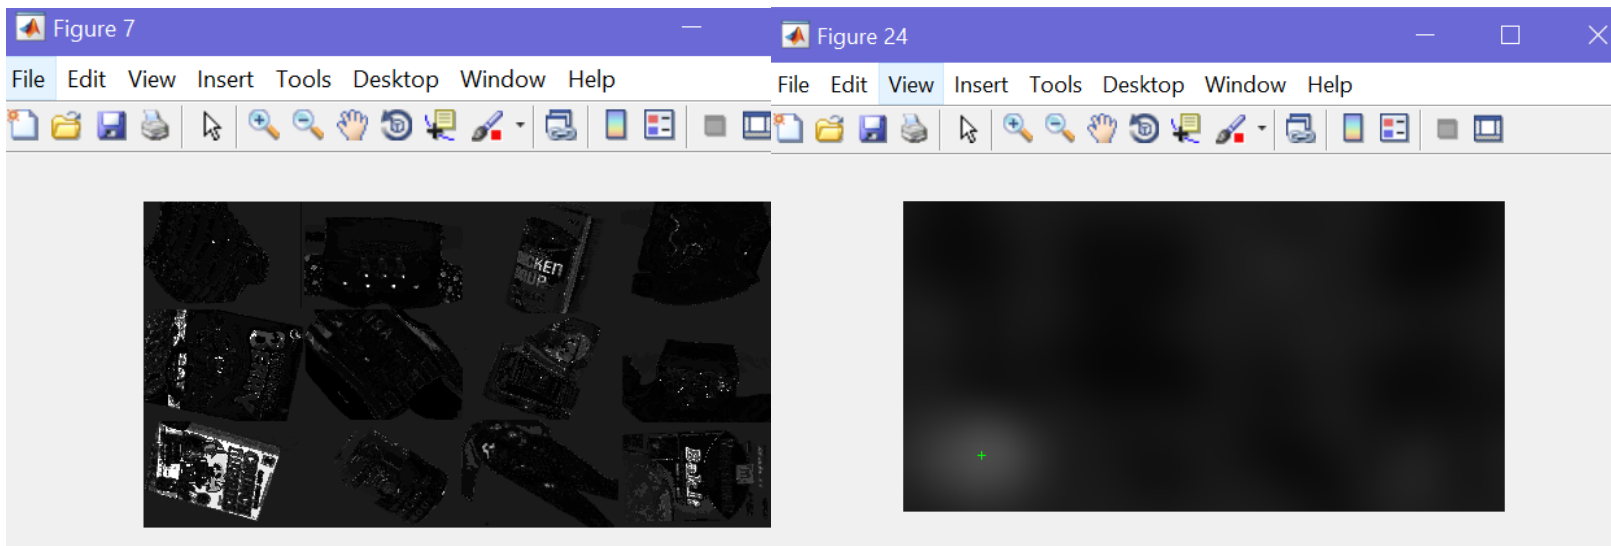 Figure 7
File Edit View Insert Tools Desktop Window Help
Figure 24
File Edit View Insert Tools Desktop Window Help